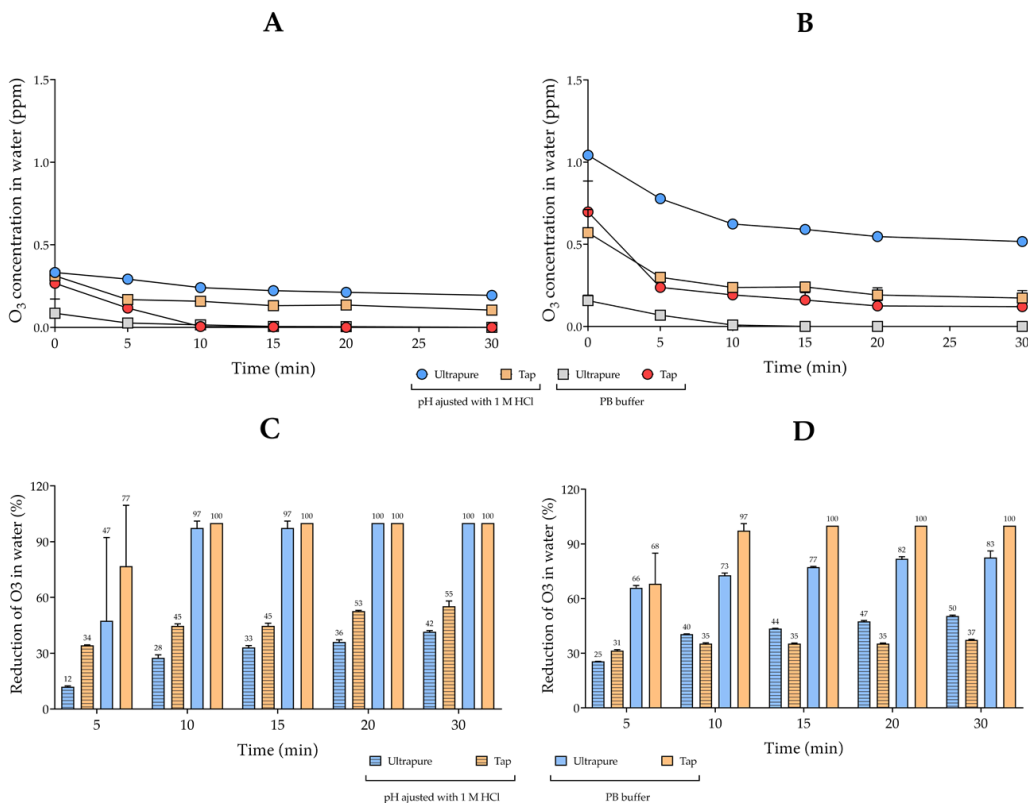 A
B
O3 concentration in water (ppm)
1.5
1.0
0.5
0.0
0 5 10 15 20 25 30
Time (min)
O3 concentration in water (ppm)
1.5
1.0
0.5
0.0
0 5 10 15 20 25 30
Time (min)
Ultrapure Tap Ultrapure Tap
pH ajusted with 1 M HCl PB buffer
C
D
Reduction of O3 in water (%)
120
90
60
30
0
12 34 47 77
28 45 97 100
33 45 97 100
36 53 100 100
42 55 100 100
5 10 15 20 30
Time (min)
Reduction of O3 in water (%)
120
90
60
30
0
25 31 66 68
40 35 73 97
44 35 77 100
47 35 82 100
50 37 83 100
5 10 15 20 30
Time (min)
Ultrapure Tap Ultrapure Tap
pH ajusted with 1 M HCl PB buffer